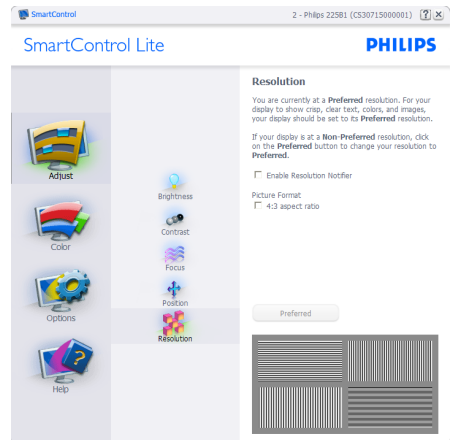 SmartControl
2 - Philips 225B1 (CS30715000001)
?
SmartControl Lite
PHILIPS
Adjust
Color
Options
Help
Brightness
Contrast
Focus
Position
Resolution
Resolution
You are currently at a Preferred resolution. For your
display to show crisp, clear text, colors, and images,
your display should be set to its Preferred resolution.
If your display is at a Non-Preferred resolution, click
on the Preferred button to change your resolution to
Preferred.
Enable Resolution Notifier
Picture Format
4:3 aspect ratio
Preferred